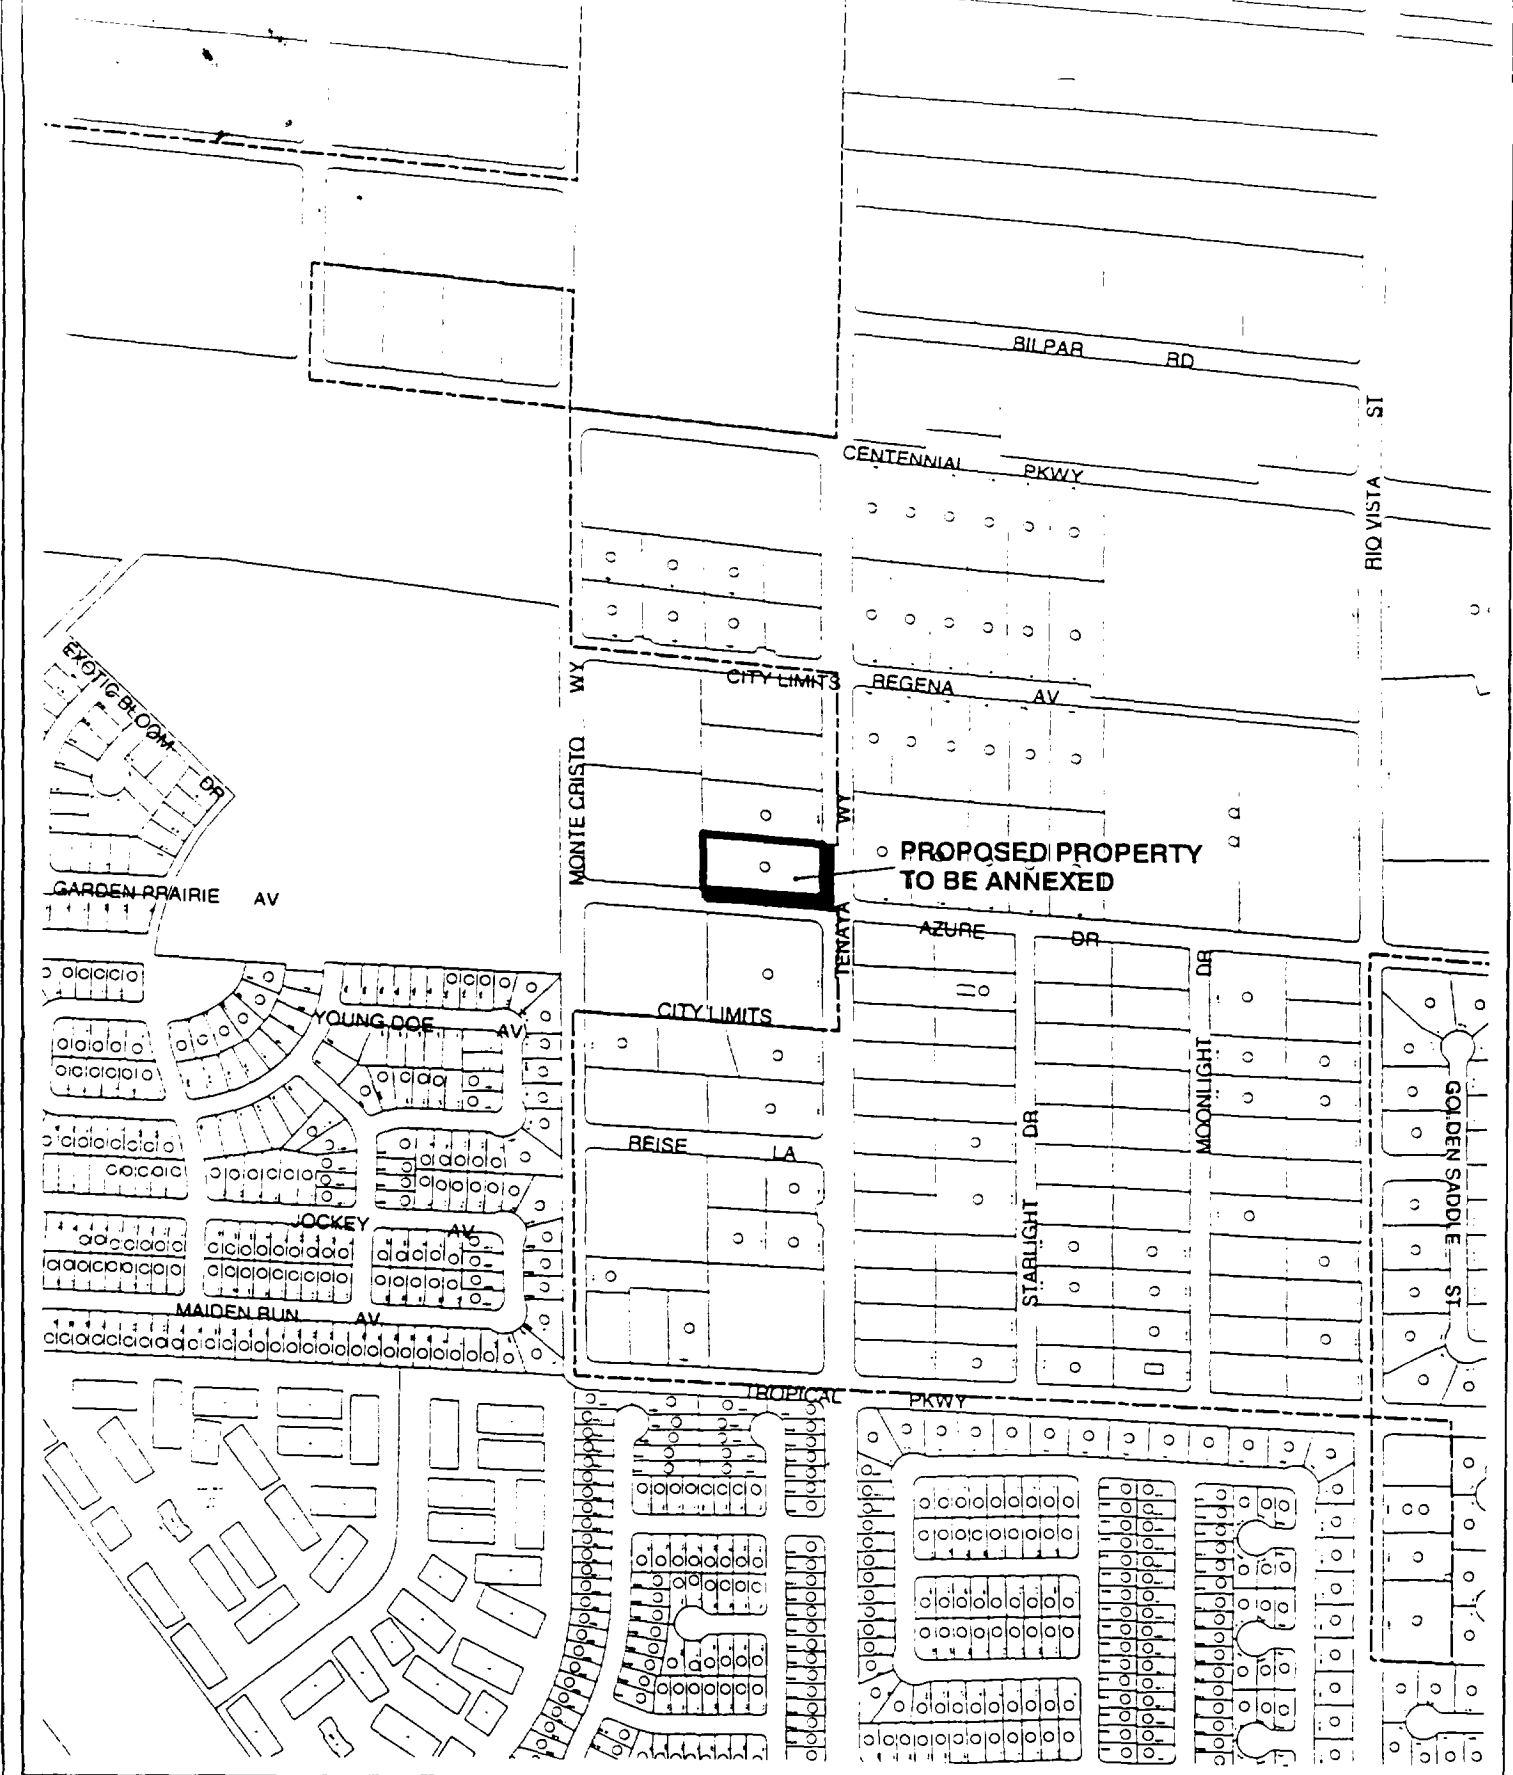 BILPAR RD
RIO VISTA ST
CENTENNIAL PKWY
EXOTIC BLOOM DR
MONTE CRISTO WY
CITY LIMITS
REGENA AV
TENAYA WY
PROPOSED PROPERTY
TO BE ANNEXED
GARDEN PRAIRIE AV
AZURE DR
YOUNG DOE AV
CITY LIMITS
MOONLIGHT DR
STARLIGHT DR
GOLDEN SADDLE ST
REISE LA
JOCKEY AV
MAIDEN RUN AV
TROPICAL PKWY